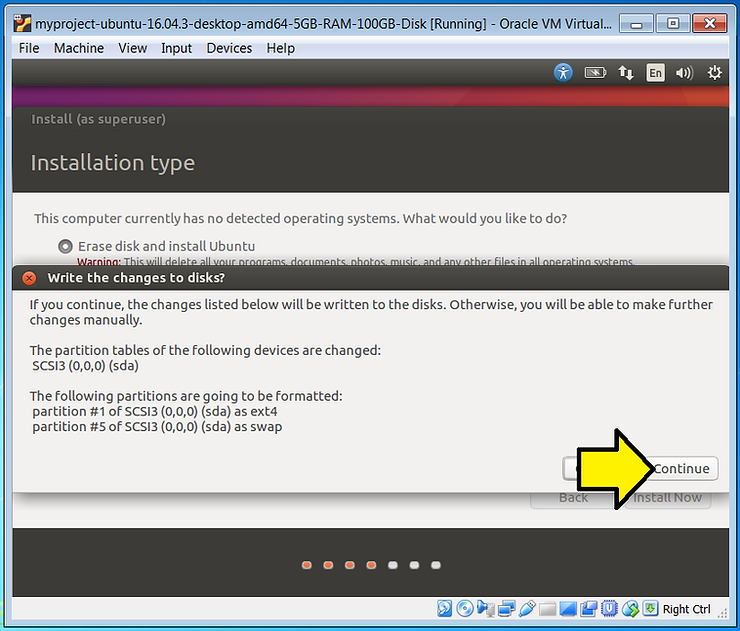 myproject-ubuntu-16.04.3-desktop-amd64-5GB-RAM-100GB-Disk [Running] - Oracle VM Virtual...
File Machine View Input Devices Help
En
Install (as superuser)
Installation type
This computer currently has no detected operating systems. What would you like to do?
Erase disk and install Ubuntu
Warning: This will delete all your programs, documents, photos, music, and any other files in all operating systems.
Write the changes to disks?
If you continue, the changes listed below will be written to the disks. Otherwise, you will be able to make further
changes manually.
The partition tables of the following devices are changed:
SCSI3 (0,0,0) (sda)
The following partitions are going to be formatted:
partition #1 of SCSI3 (0,0,0) (sda) as ext4
partition #5 of SCSI3 (0,0,0) (sda) as swap
Continue
Back Install Now
Right Ctrl